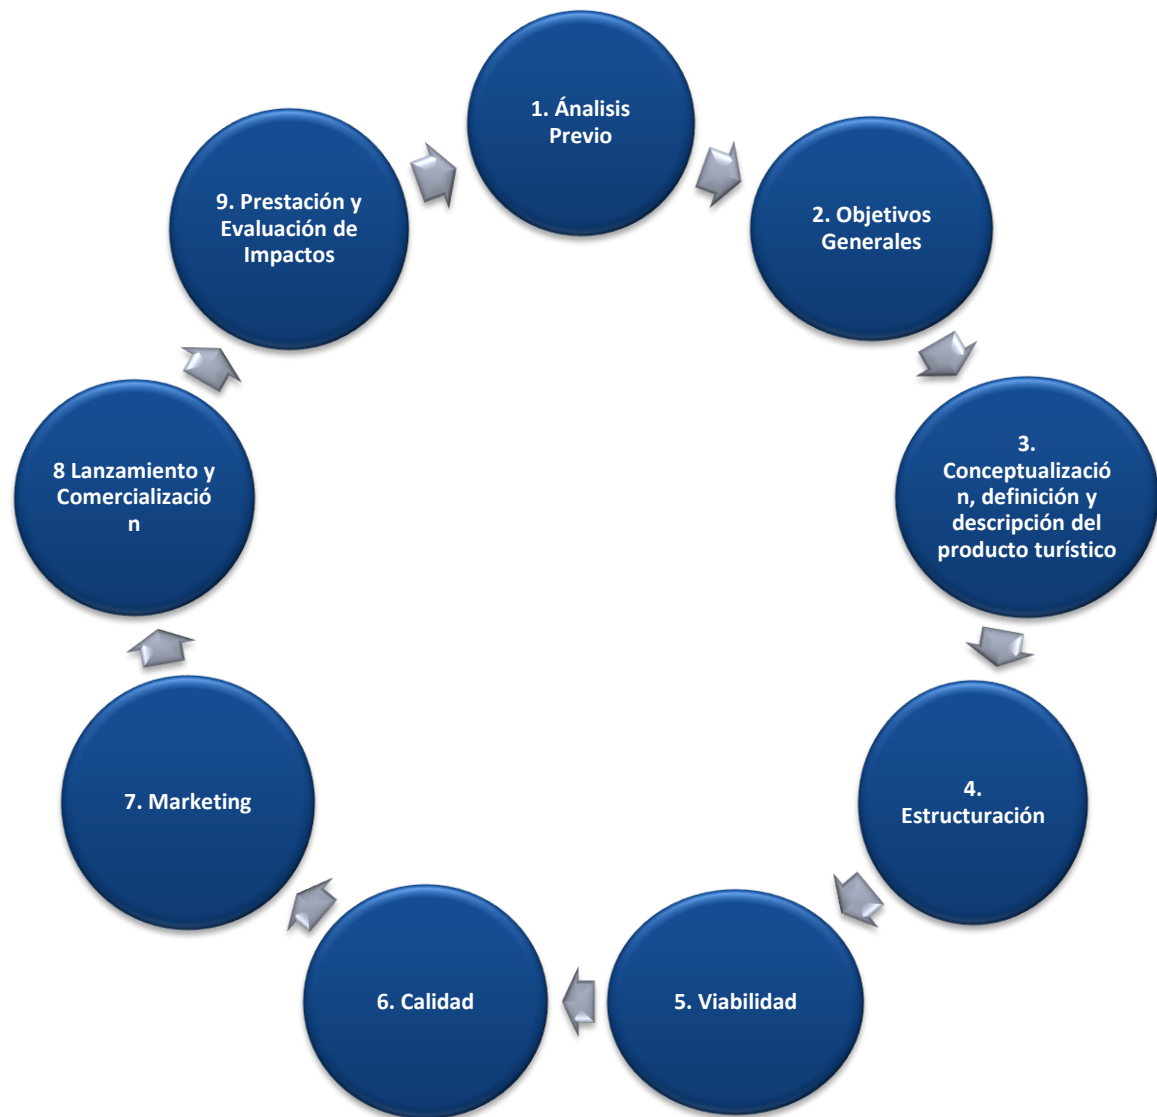 1. Ánalisis
Previo
2. Objetivos
Generales
3.
Conceptualizació
n, definición y
descripción del
producto turístico
4.
Estructuración
5. Viabilidad
6. Calidad
7. Marketing
8 Lanzamiento y
Comercializació
n
9. Prestación y
Evaluación de
Impactos